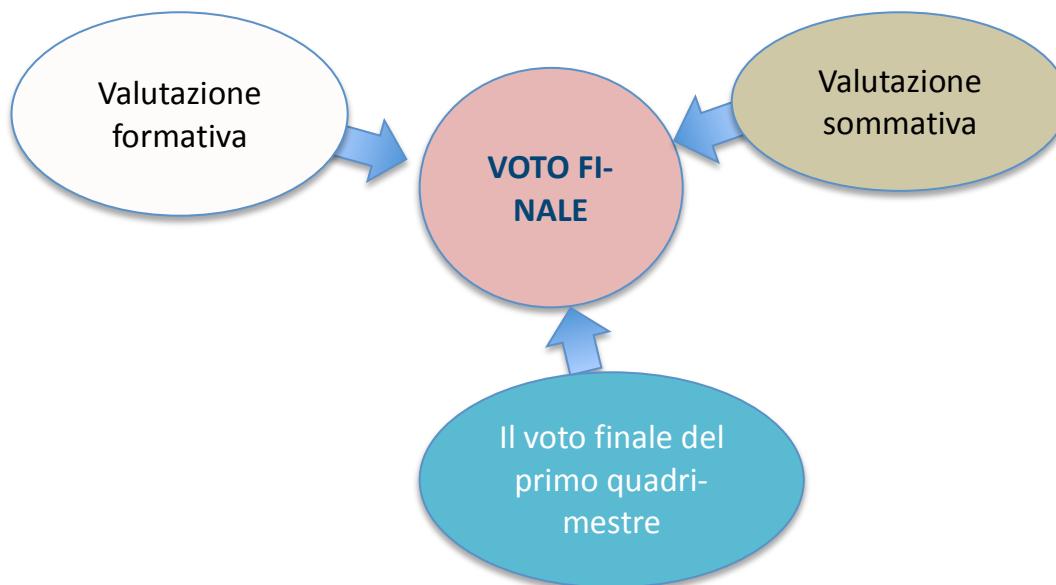 Valutazione
formativa
VOTO FI-
NALE
Valutazione
sommativa
Il voto finale del
primo quadri-
mestre